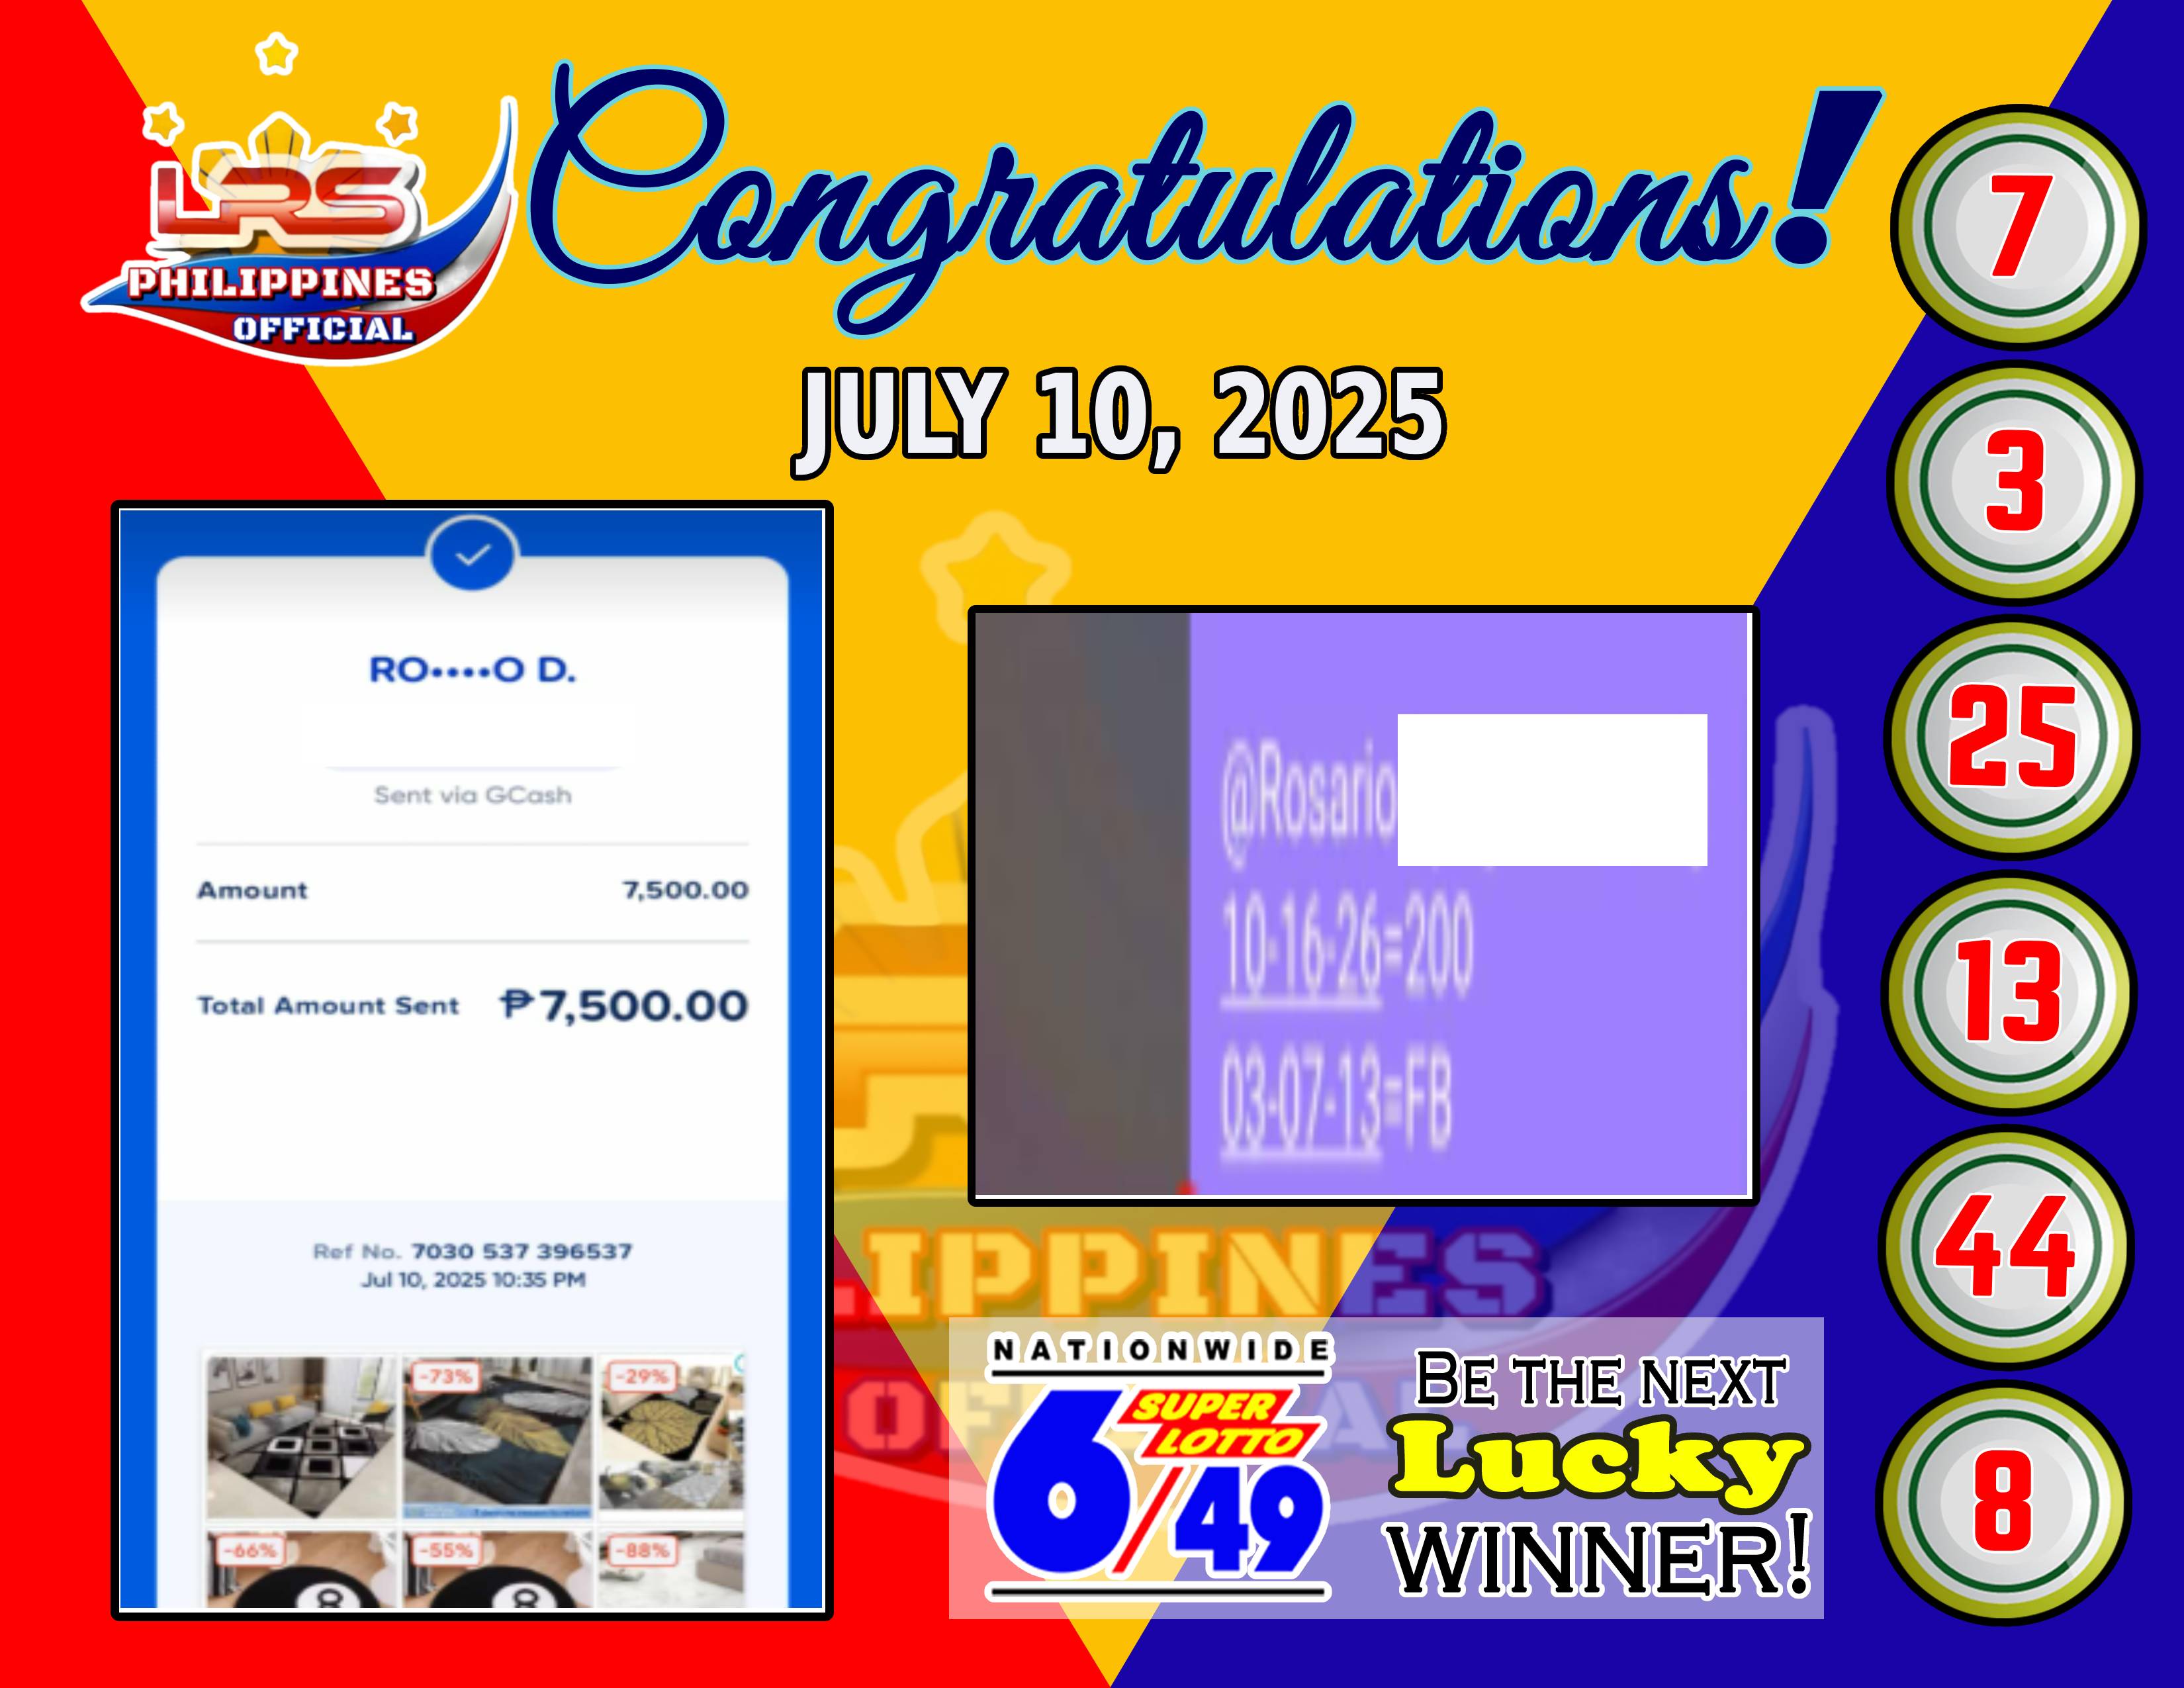 LRS
PHILIPPINES
OFFICIAL
Congratulations!
JULY 10, 2025
RO••••O D.
Sent via GCash
Amount 7,500.00
Total Amount Sent ₱7,500.00
Ref No. 7030 537 396537
Jul 10, 2025 10:35 PM
-73%
-29%
-66%
-55%
-88%
8
8
@Rosario
10-16-26=200
03-07-13=FB
LIPPINES
NATIONWIDE
6/49
SUPER
LOTTO
BE THE NEXT
Lucky
WINNER!
7
3
25
13
44
8